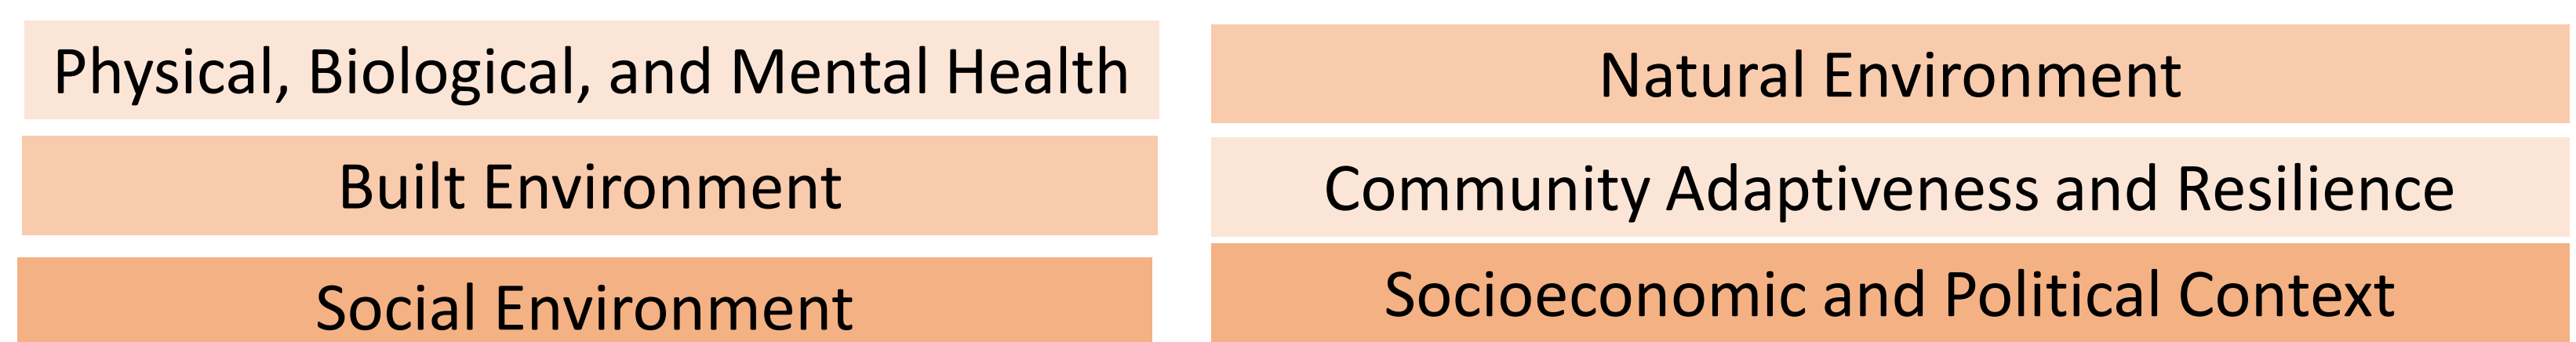 Physical, Biological, and Mental Health
Built Environment
Social Environment
Natural Environment
Community Adaptiveness and Resilience
Socioeconomic and Political Context